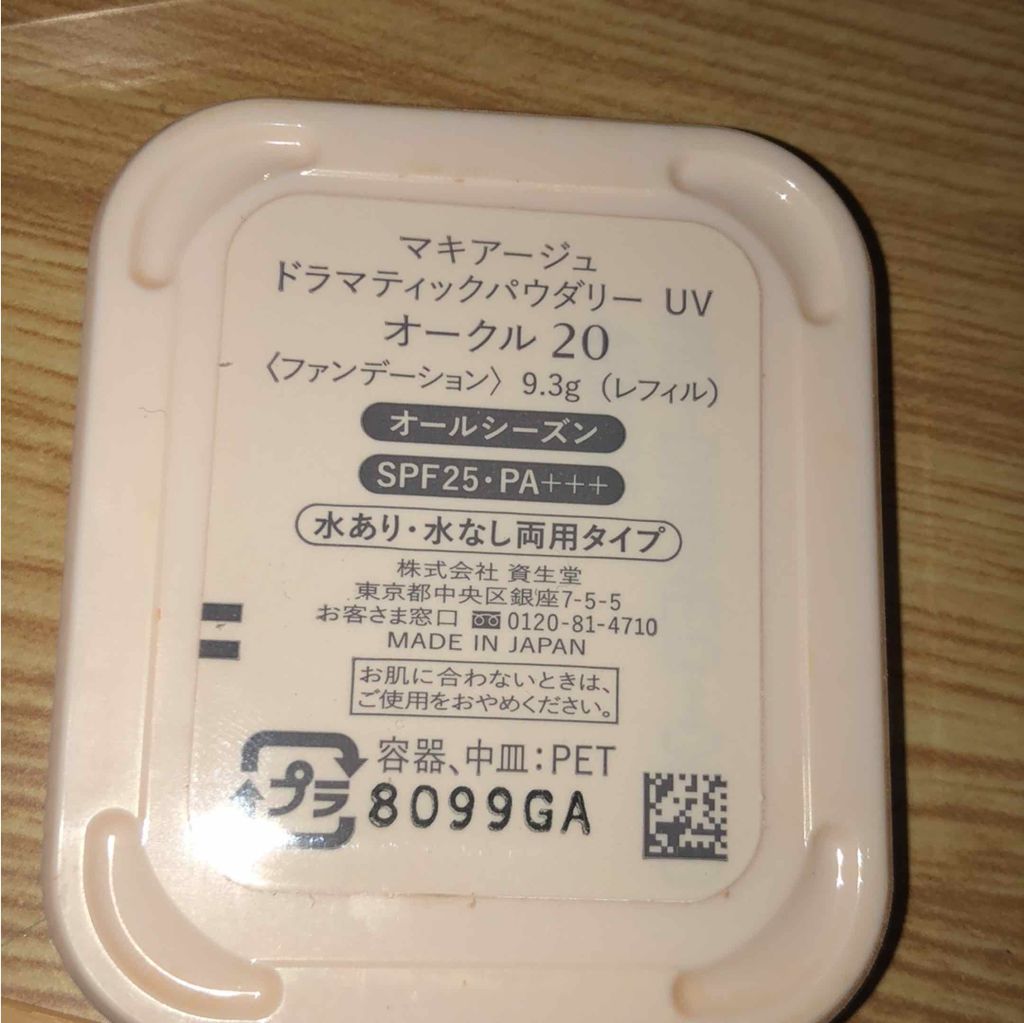 マキアージュ
ドラマティックパウダリー UV
オークル 20
〈ファンデーション〉 9.3g (レフィル)
オールシーズン
SPF25・PA+++
水あり・水なし両用タイプ
株式会社 資生堂
東京都中央区銀座7-5-5
お客さま窓口 0120-81-4710
MADE IN JAPAN
お肌に合わないときは、
ご使用をおやめください。
プラ
容器、中皿:PET
8099GA